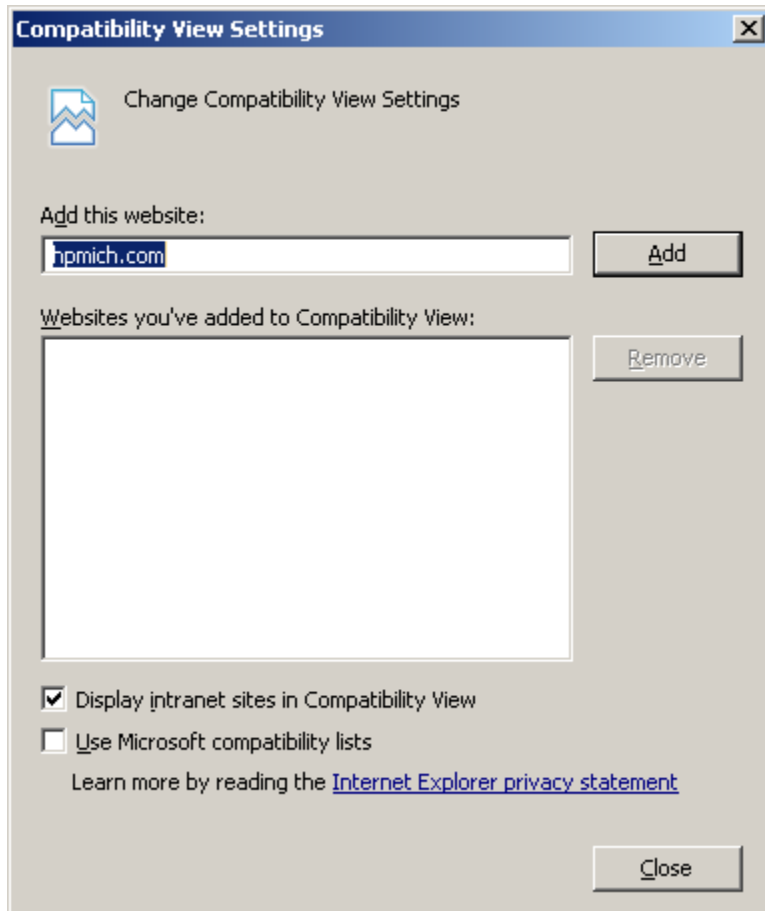 Compatibility View Settings
Change Compatibility View Settings
Add this website:
hpmich.com
Add
Websites you've added to Compatibility View:
Remove
Display intranet sites in Compatibility View
Use Microsoft compatibility lists
Learn more by reading the Internet Explorer privacy statement
Close